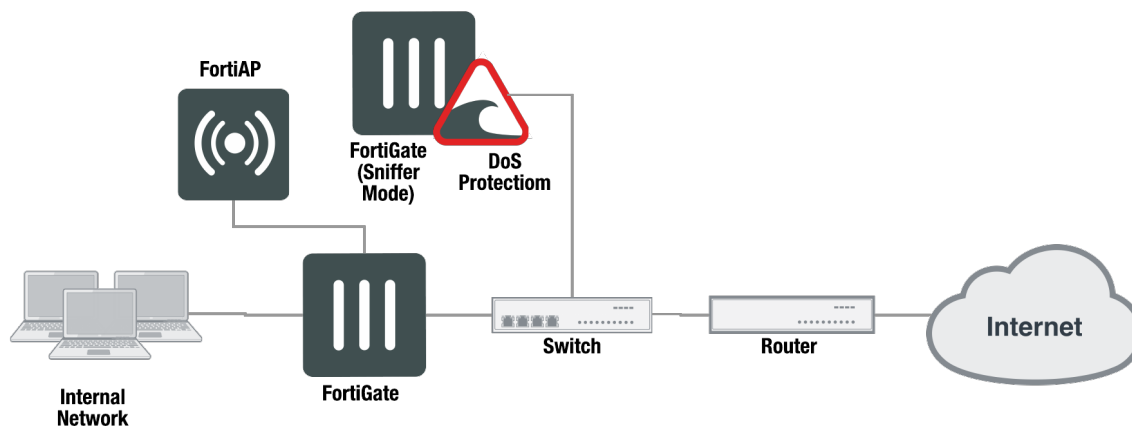 FortiAP
FortiGate
(Sniffer
Mode)
DoS
Protectiom
Internet
Switch
Router
Internal
Network
FortiGate